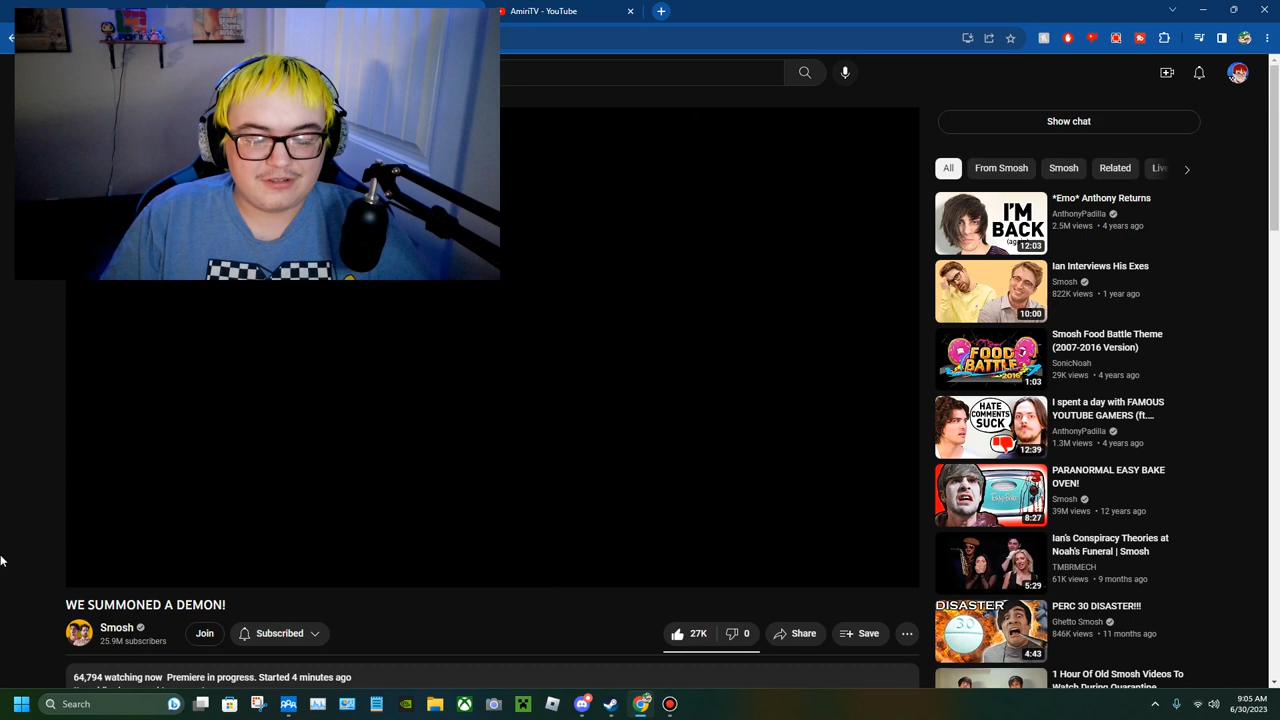 AmiriTV - YouTube
Show chat
All
From Smosh
Smosh
Related
Liv
*Emo* Anthony Returns
AnthonyPadilla
2.5M views • 4 years ago
I'M
BACK
12:03
Ian Interviews His Exes
Smosh
822K views • 1 year ago
10:00
Smosh Food Battle Theme
(2007-2016 Version)
SonicNoah
29K views • 4 years ago
FOOD
BATTLE
2016
1:03
I spent a day with FAMOUS
YOUTUBE GAMERS (ft....
AnthonyPadilla
1.3M views • 4 years ago
HATE
COMMENTS
SUCK
12:39
PARANORMAL EASY BAKE
OVEN!
Smosh
39M views • 12 years ago
8:27
Ian's Conspiracy Theories at
Noah's Funeral | Smosh
TMBRMECH
61K views • 9 months ago
5:29
PERC 30 DISASTER!!!
Ghetto Smosh
846K views • 11 months ago
DISASTER
30
4:43
1 Hour Of Old Smosh Videos To
Watch During Quarantine
WE SUMMONED A DEMON!
Smosh
25.9M subscribers
Join
Subscribed
27K
0
Share
Save
64,794 watching now Premiere in progress. Started 4 minutes ago
Search
9:05 AM
6/30/2023